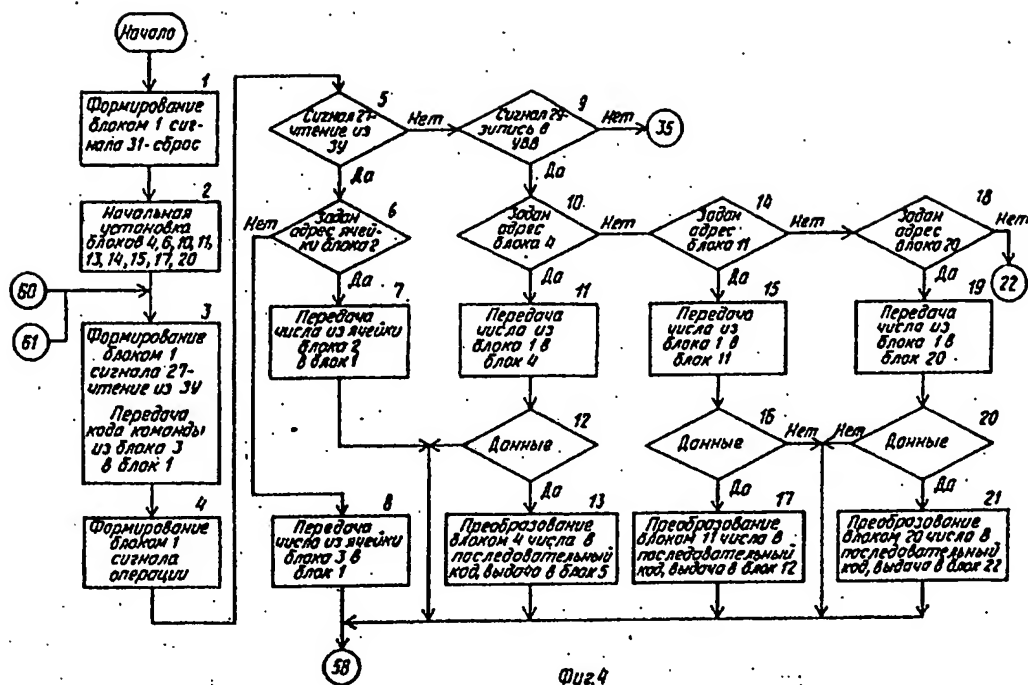 Начало
1
Формирование
блоком 1 сиг-
нала 31-сброс
2
Начальная
установка
блоков 4, 6, 10, 11,
13, 14, 15, 17, 20
60
61
3
Формирование
блоком 1
сигнала 27-
чтение из ЗУ
Передача
кода команды
из блока 3
в блок 1
4
Формирование
блоком 1
сигнала
операции
5
Сигнал 27-
чтение из
ЗУ
Нет
Да
6
Задан
адрес ячей-
ки блока 2
Нет
Да
7
Передача
числа из ячейки
блока 2
в блок 1
8
Передача
числа из ячейки
блока 3 в
блок 1
58
9
Сигнал 29-
запись в
УВВ
Нет
35
Да
10
Задан
адрес
блока 4
Нет
Да
11
Передача
числа из
блока 1 в
блок 4
12
Данные
Да
13
Преобразование
блоком 4 числа в
последовательный
код, выдача в блок 5
14
Задан
адрес
блока 11
Нет
Да
15
Передача
числа из
блока 1 в
блок 11
16
Данные
Нет
Да
17
Преобразование
блоком 11 числа в
последовательный
код, выдача в блок 12
18
Задан
адрес
блока 20
Нет
22
Да
19
Передача
числа из
блока 1 в
блок 20
20
Данные
Нет
Да
21
Преобразование
блоком 20 числа в
последовательный
код, выдача в блок 22
Фиг.4